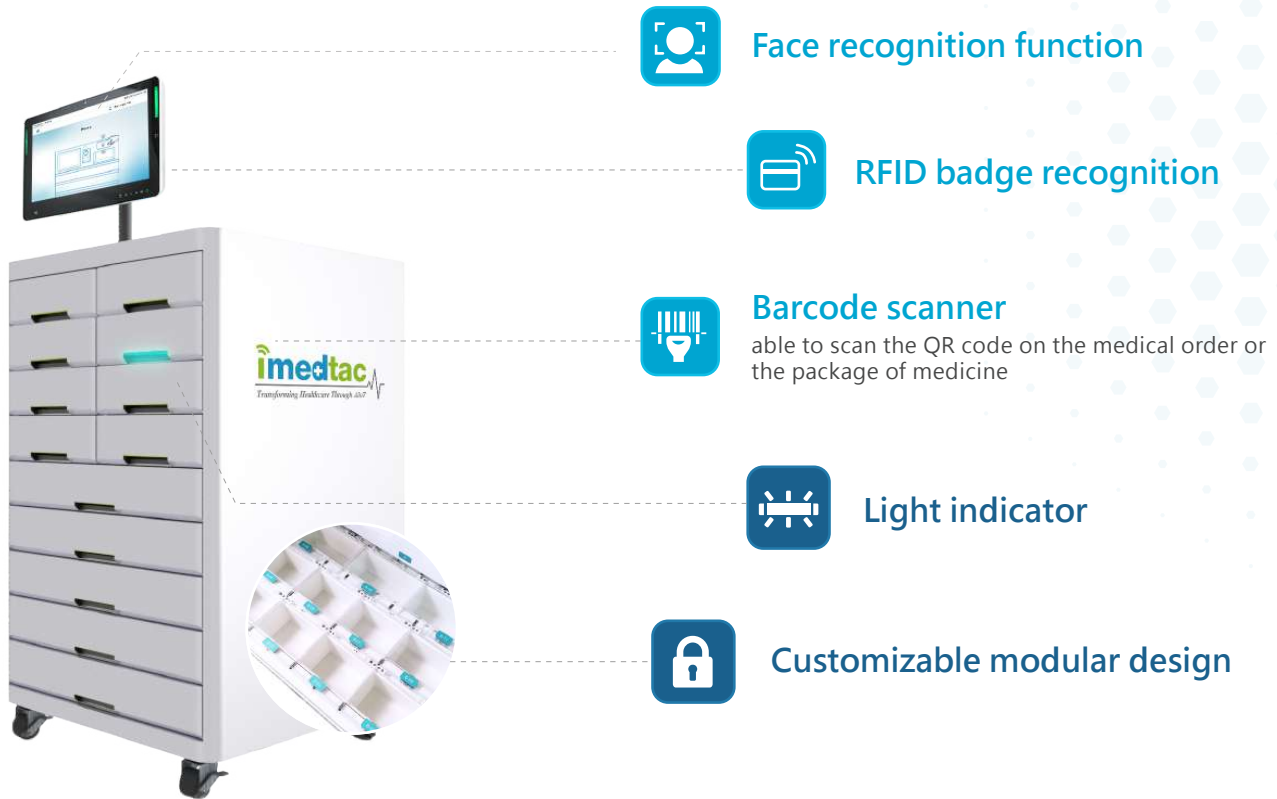 Face recognition function
RFID badge recognition
Barcode scanner
able to scan the QR code on the medical order or
the package of medicine
imedtac
Transforming Healthcare Through AIoT
Light indicator
Customizable modular design